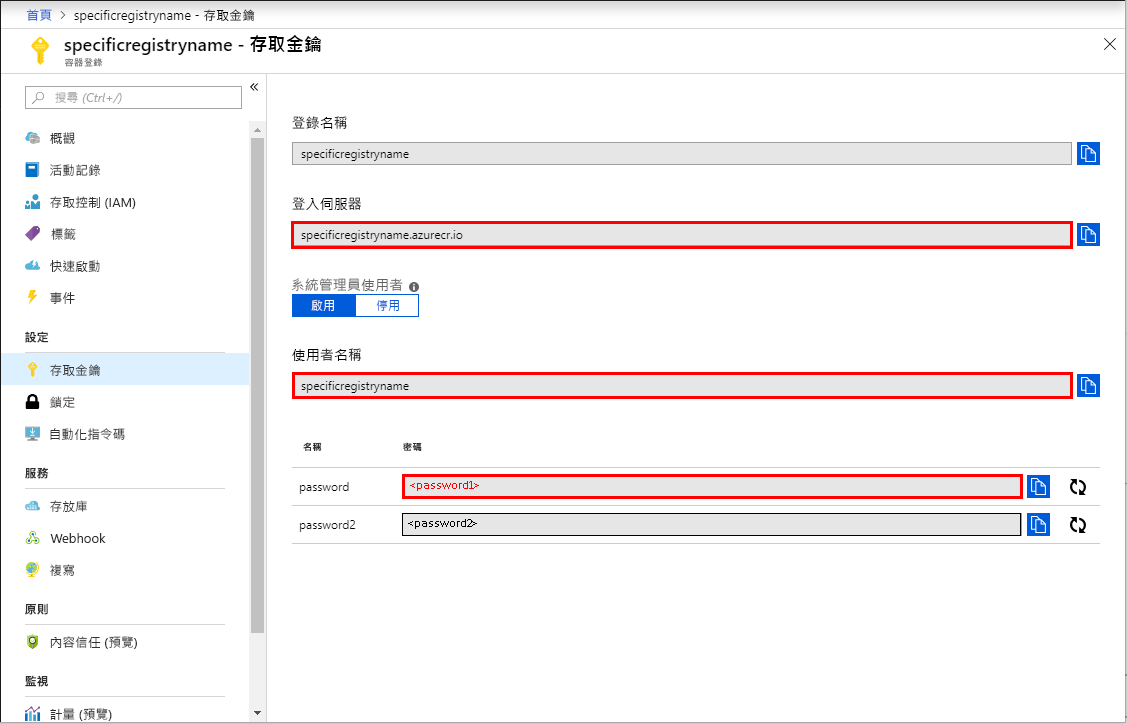 首頁 > specificregistryname - 存取金鑰
specificregistryname - 存取金鑰
容器登錄
搜尋 (Ctrl+/)
概觀
活動記錄
存取控制 (IAM)
標籤
快速啟動
事件
設定
存取金鑰
鎖定
自動化指令碼
服務
存放庫
Webhook
複寫
原則
內容信任 (預覽)
監視
計量 (預覽)
登錄名稱
specificregistryname
登入伺服器
specificregistryname.azurecr.io
系統管理員使用者
啟用 停用
使用者名稱
specificregistryname
名稱 密碼
password <password1>
password2 <password2>